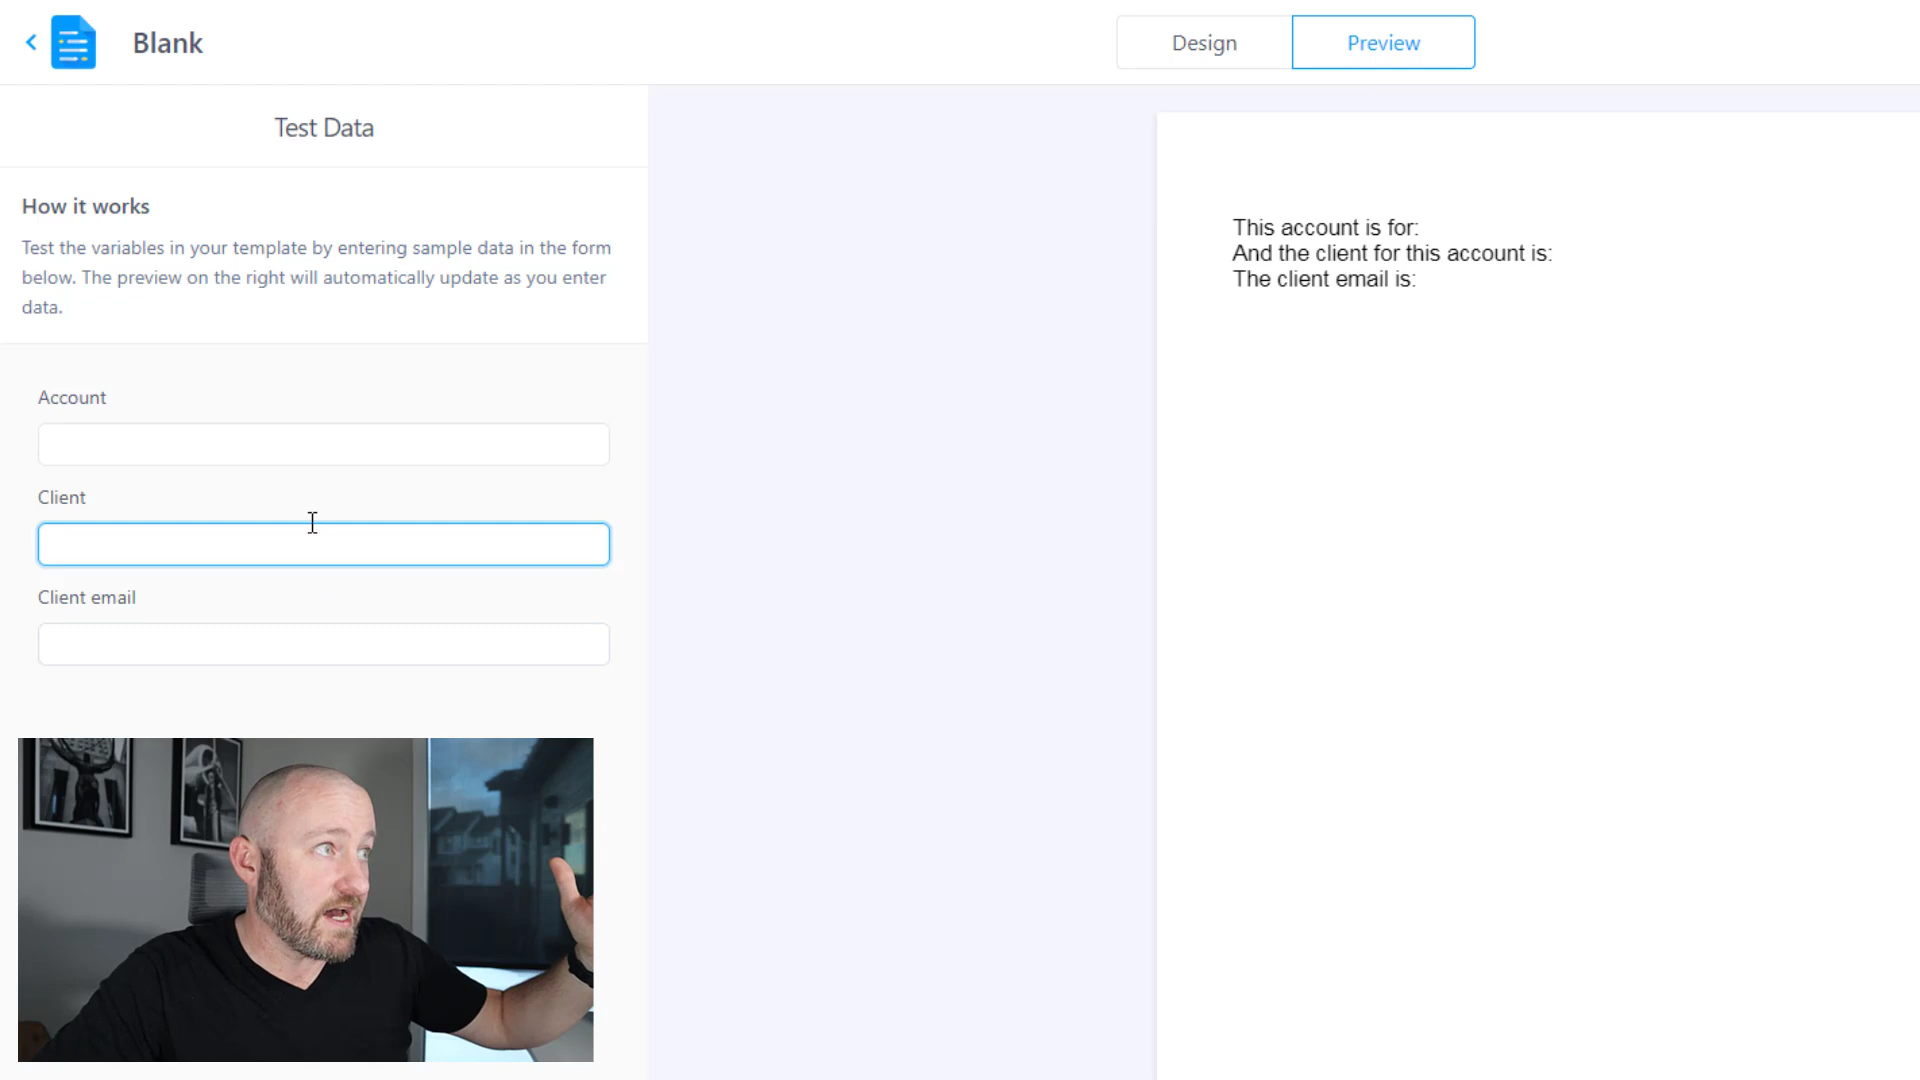 Blank
Design
Preview
Test Data
How it works
Test the variables in your template by entering sample data in the form
below. The preview on the right will automatically update as you enter
data.
Account
Client
Client email
This account is for:
And the client for this account is:
The client email is: